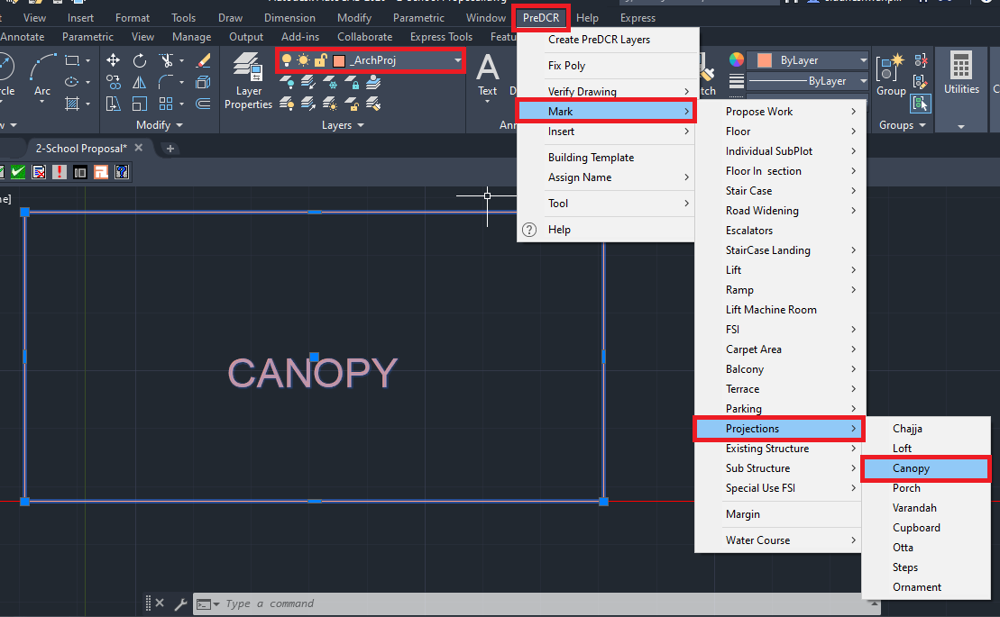 View Insert Format Tools Draw Dimension Modify Parametric Window PreDCR Help Express
Annotate Parametric View Manage Output Add-ins Collaborate Express Tools
Create PreDCR Layers
Fix Poly
Verify Drawing
Mark
Insert
Building Template
Assign Name
Tool
Help
_ArchProj
Arc
Layer
Properties
Text
ByLayer
ByLayer
Group
Utilities
Modify
Layers
Groups
2-School Proposal*
CANOPY
Propose Work
Floor
Individual SubPlot
Floor In section
Stair Case
Road Widening
Escalators
StairCase Landing
Lift
Ramp
Lift Machine Room
FSI
Carpet Area
Balcony
Terrace
Parking
Projections
Existing Structure
Sub Structure
Special Use FSI
Margin
Water Course
Chajja
Loft
Canopy
Porch
Varandah
Cupboard
Otta
Steps
Ornament
Type a command